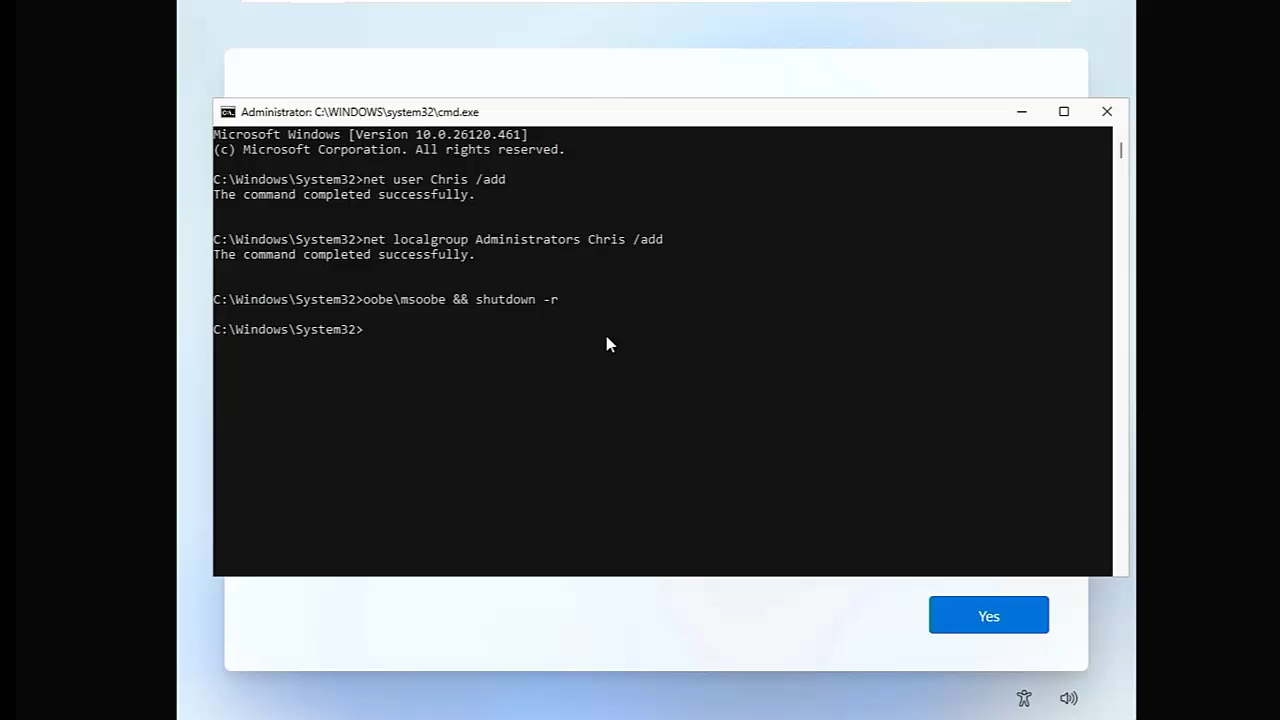 Administrator: C:\WINDOWS\system32\cmd.exe
Microsoft Windows [Version 10.0.26120.461]
(c) Microsoft Corporation. All rights reserved.
C:\Windows\System32>net user Chris /add
The command completed successfully.
C:\Windows\System32>net localgroup Administrators Chris /add
The command completed successfully.
C:\Windows\System32>oobe\msoobe && shutdown -r
C:\Windows\System32>
Yes